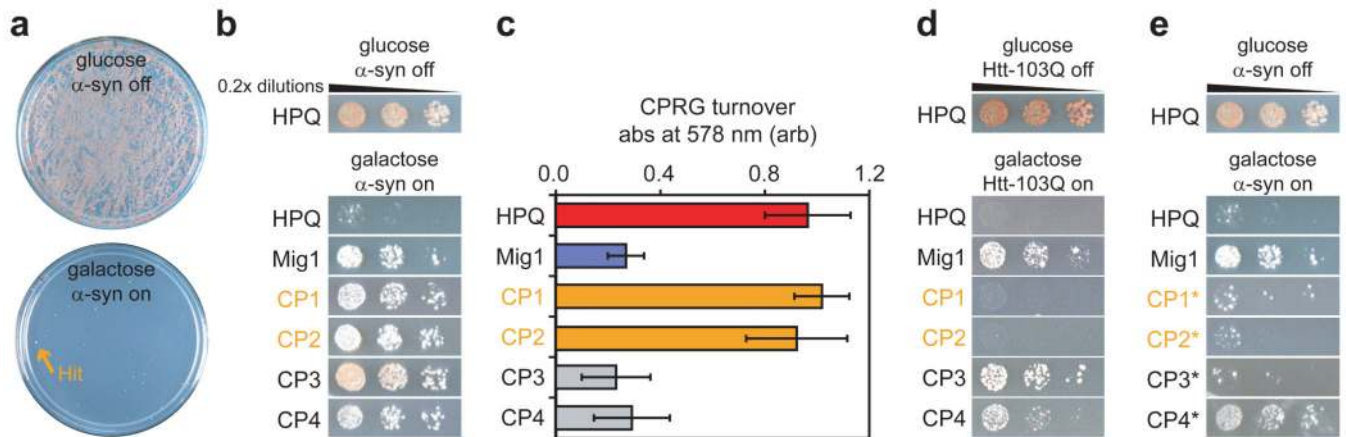 a
glucose
α-syn off
galactose
α-syn on
Hit
b
glucose
α-syn off
0.2x dilutions
HPQ
galactose
α-syn on
HPQ
Mig1
CP1
CP2
CP3
CP4
c
CPRG turnover
abs at 578 nm (arb)
0.0 0.4 0.8 1.2
HPQ
Mig1
CP1
CP2
CP3
CP4
d
glucose
Htt-103Q off
HPQ
galactose
Htt-103Q on
HPQ
Mig1
CP1
CP2
CP3
CP4
e
glucose
α-syn off
HPQ
galactose
α-syn on
HPQ
Mig1
CP1*
CP2*
CP3*
CP4*